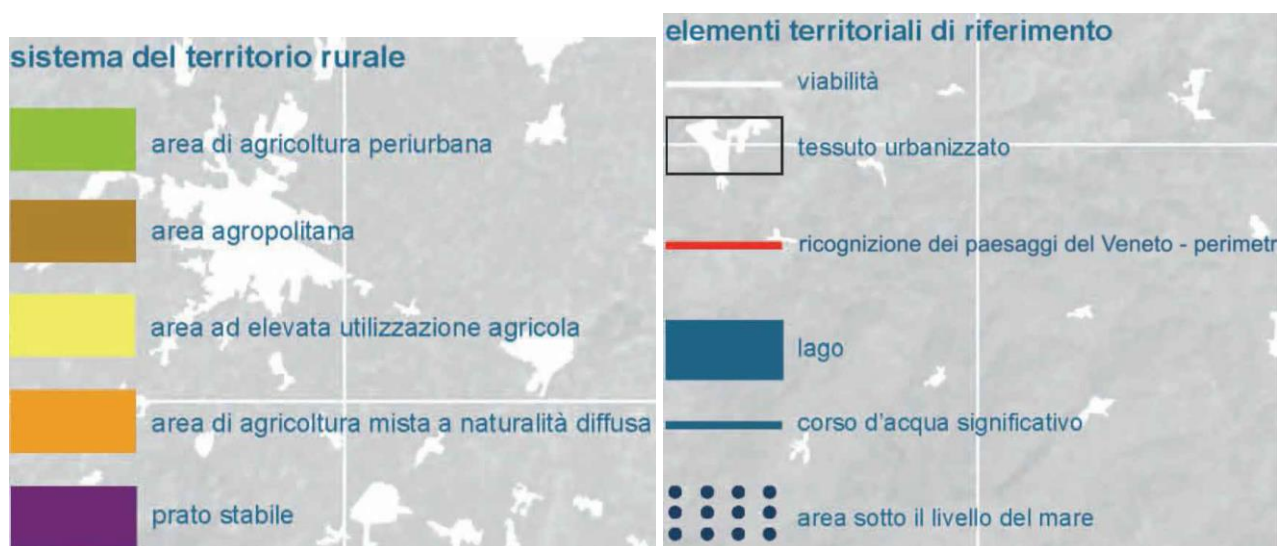 sistema del territorio rurale
area di agricoltura periurbana
area agropolitana
area ad elevata utilizzazione agricola
area di agricoltura mista a naturalità diffusa
prato stabile
elementi territoriali di riferimento
viabilità
tessuto urbanizzato
ricognizione dei paesaggi del Veneto - perimetr
lago
corso d'acqua significativo
area sotto il livello del mare